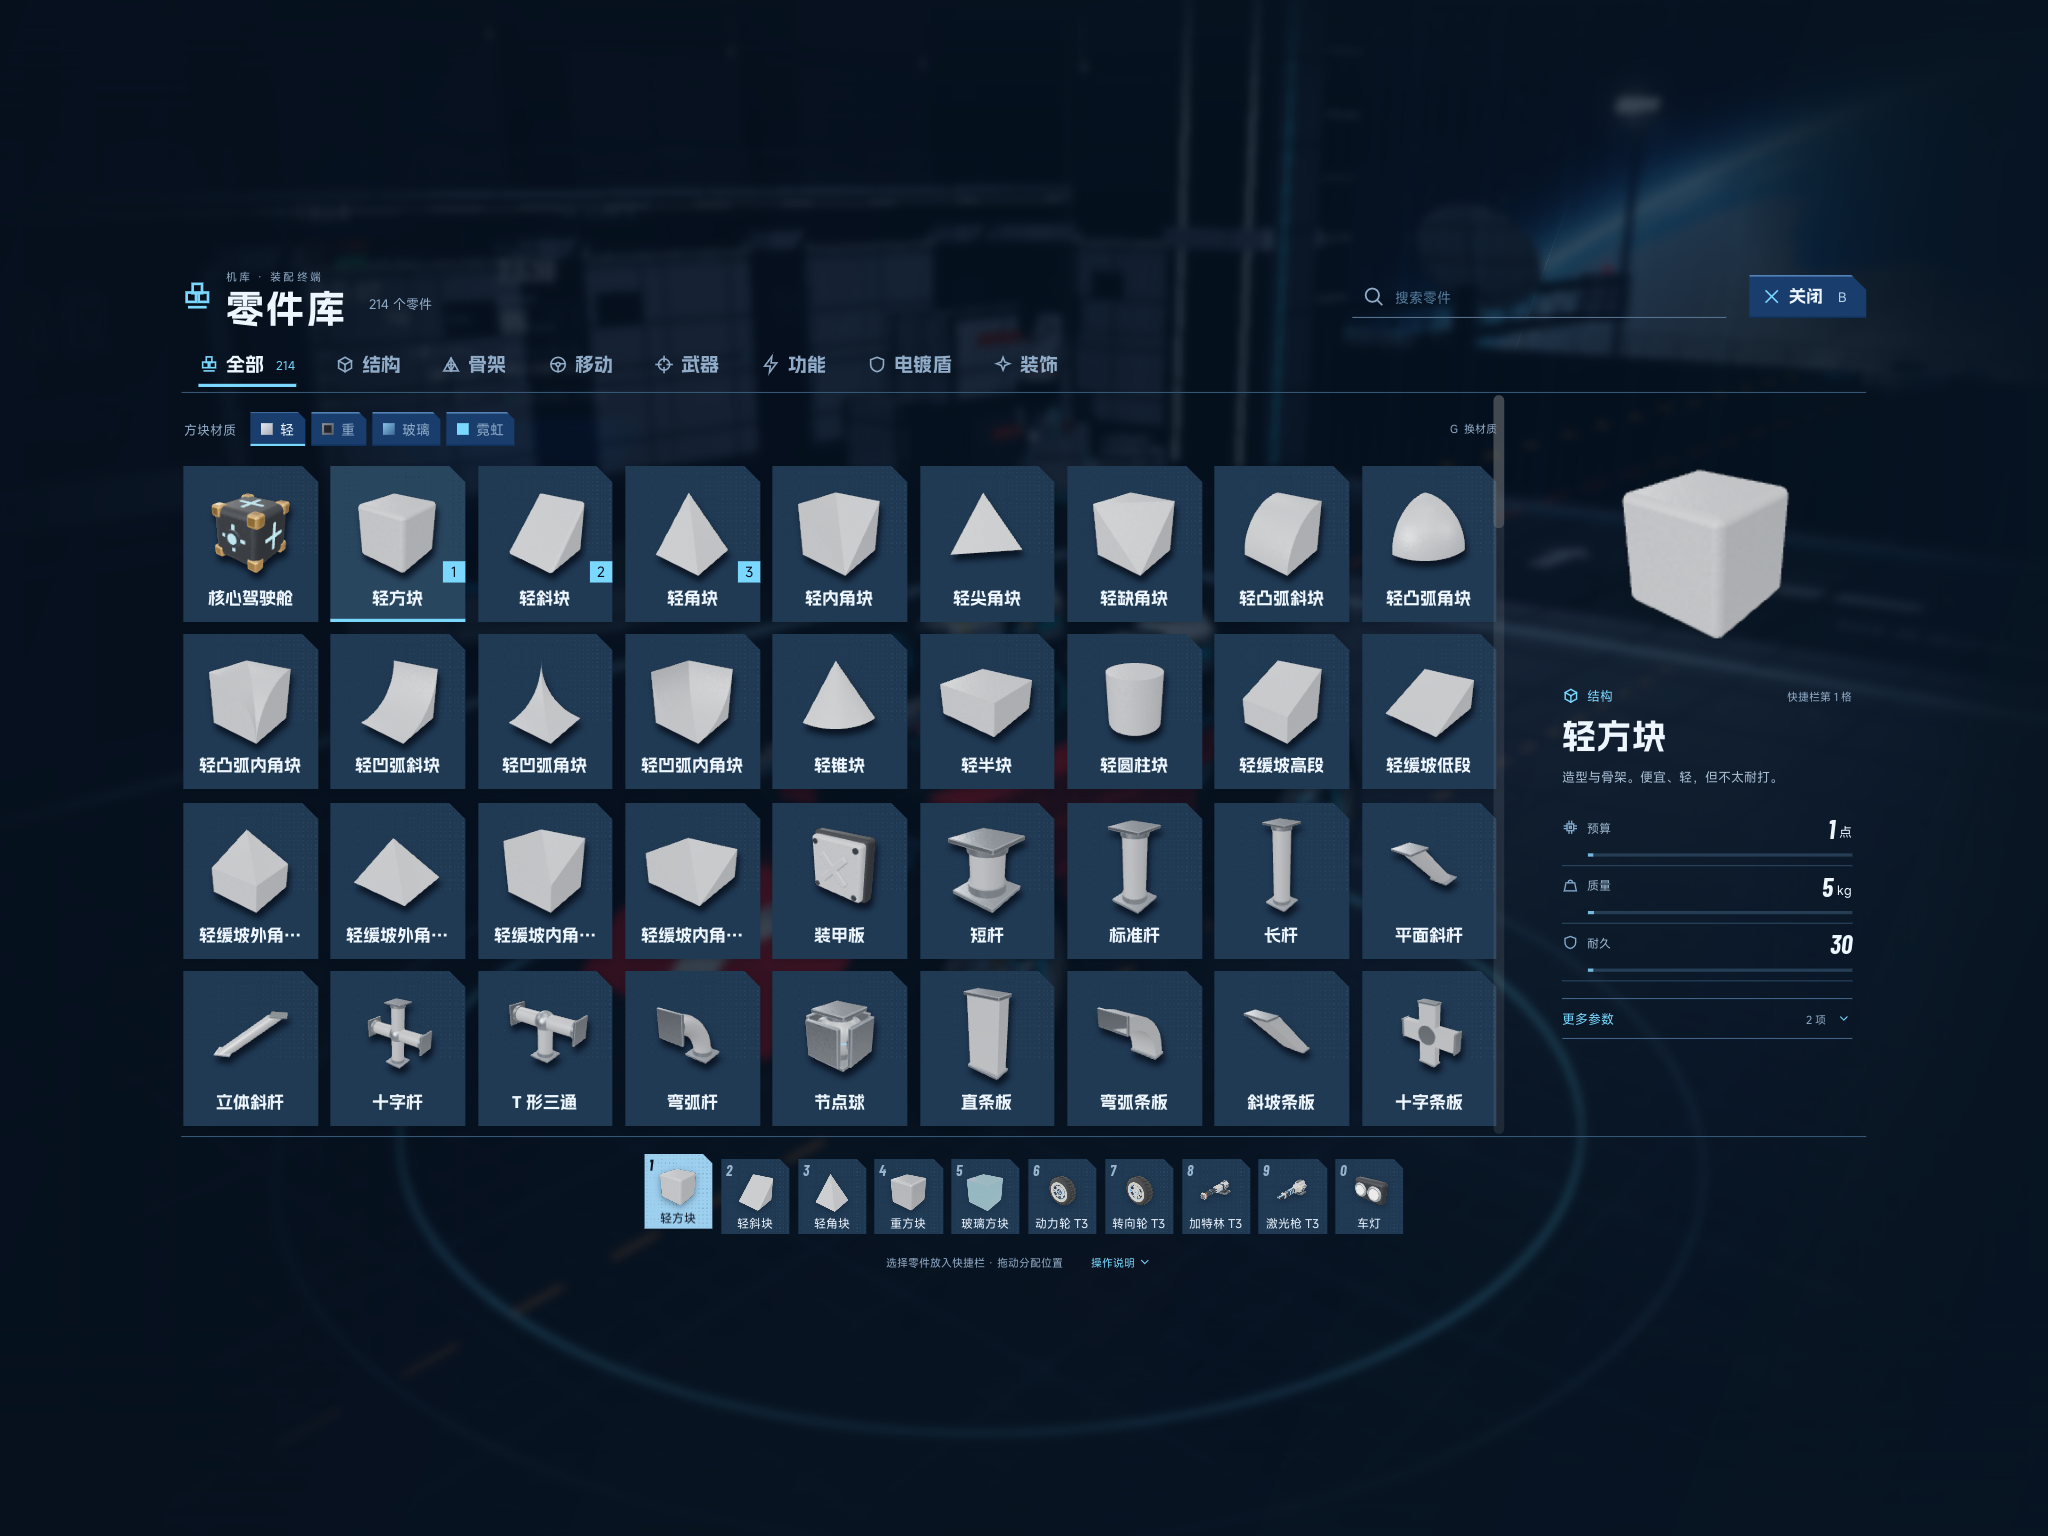 机库 · 装配终端
零件库 214 个零件
搜索零件
关闭 B
全部 214 结构 骨架 移动 武器 功能 电镀盾 装饰
方块材质 轻 重 玻璃 霓虹
G 换材质
1 2 3
核心驾驶舱 轻方块 轻斜块 轻角块 轻内角块 轻尖角块 轻缺角块 轻凸弧斜块 轻凸弧角块
轻凸弧内角块 轻凹弧斜块 轻凹弧角块 轻凹弧内角块 轻锥块 轻半块 轻圆柱块 轻缓坡高段 轻缓坡低段
轻缓坡外角… 轻缓坡外角… 轻缓坡内角… 轻缓坡内角… 装甲板 短杆 标准杆 长杆 平面斜杆
立体斜杆 十字杆 T 形三通 弯弧杆 节点球 直条板 弯弧条板 斜坡条板 十字条板
结构 快捷栏第 1 格
轻方块
造型与骨架。便宜、轻，但不太耐打。
预算 1 点
质量 5 kg
耐久 30
更多参数 2 项
1 2 3 4 5 6 7 8 9 0
轻方块 轻斜块 轻角块 重方块 玻璃方块 动力轮 T3 转向轮 T3 加特林 T3 激光枪 T3 车灯
选择零件放入快捷栏 · 拖动分配位置 操作说明